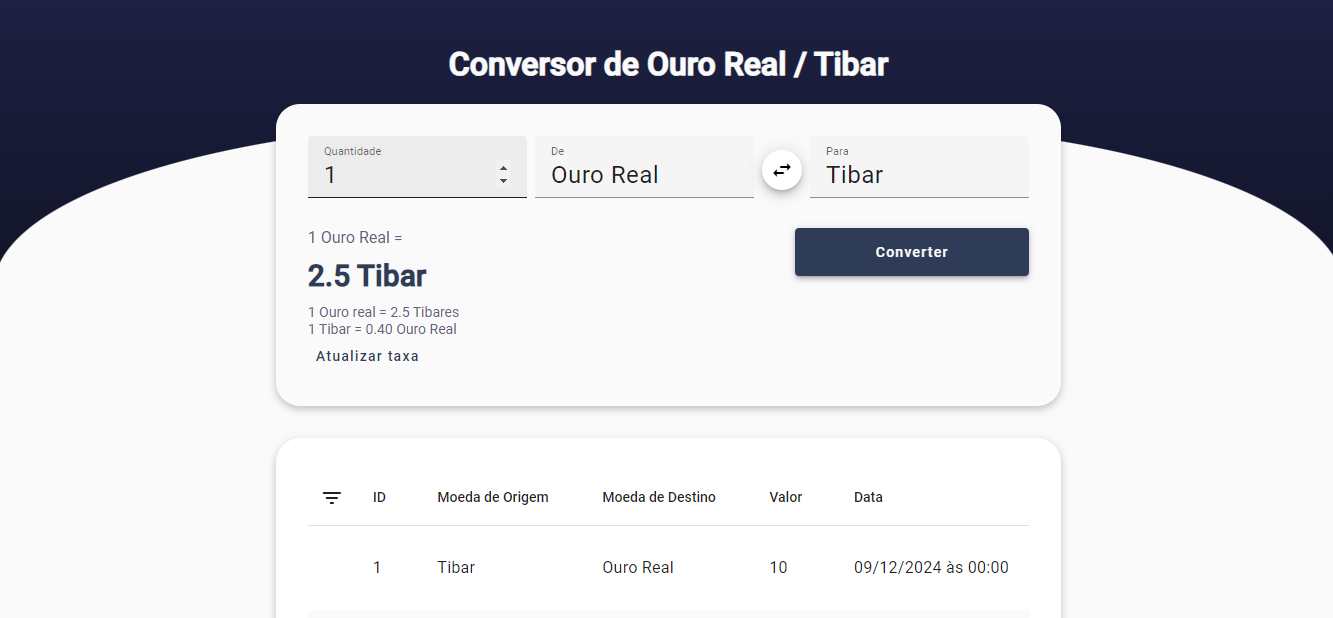 Conversor de Ouro Real / Tibar
Quantidade
1
De
Ouro Real
Para
Tibar
1 Ouro Real =
2.5 Tibar
1 Ouro real = 2.5 Tibares
1 Tibar = 0.40 Ouro Real
Atualizar taxa
Converter
ID Moeda de Origem Moeda de Destino Valor Data
1 Tibar Ouro Real 10 09/12/2024 às 00:00